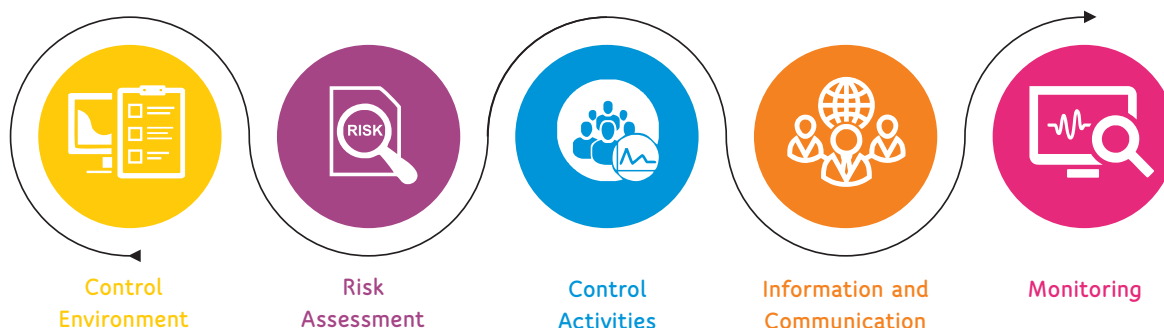 RISK
Control
Environment
Risk
Assessment
Control
Activities
Information and
Communication
Monitoring